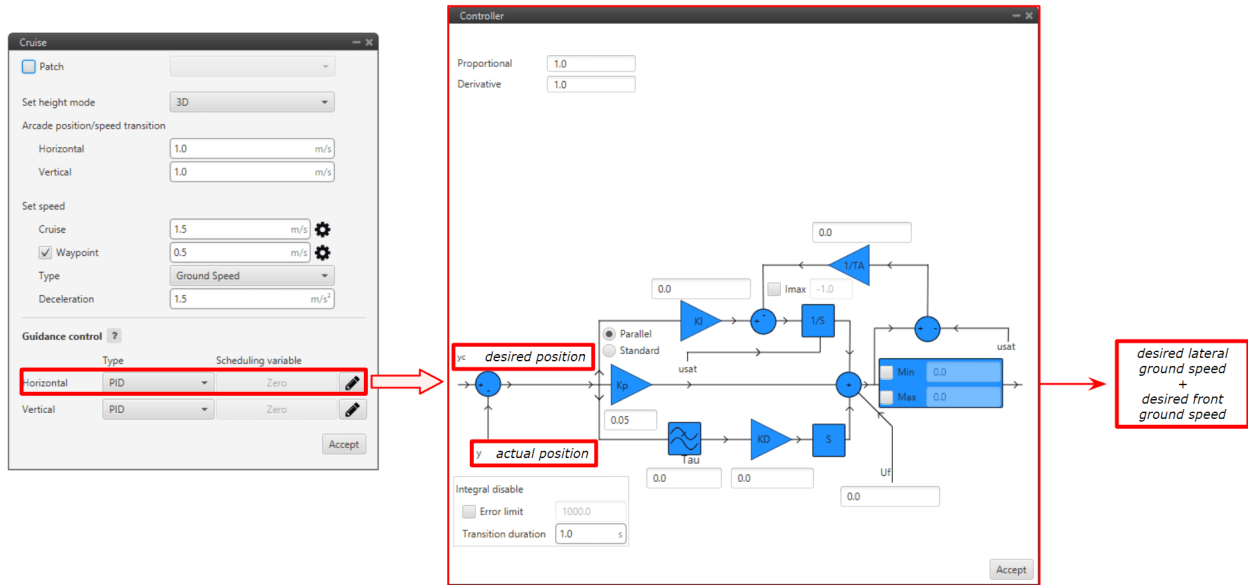 Cruise
Patch
Set height mode 3D
Arcade position/speed transition
Horizontal 1.0 m/s
Vertical 1.0 m/s
Set speed
Cruise 1.5 m/s
Waypoint 0.5 m/s
Type Ground Speed
Deceleration 1.5 m/s²
Guidance control ?
Type Scheduling variable
Horizontal PID Zero
Vertical PID Zero
Accept
Controller
Proportional 1.0
Derivative 1.0
0.0
1/TA
0.0
Imax -1.0
KI
+ -
1/S
+ -
usat
Parallel
Standard
usat
yc desired position
+ -
Kp
+
Min 0.0
Max 0.0
0.05
y actual position
Tau
KD
S
0.0
0.0
Uf
0.0
Integral disable
Error limit 1000.0
Transition duration 1.0 s
Accept
desired lateral
ground speed
+
desired front
ground speed